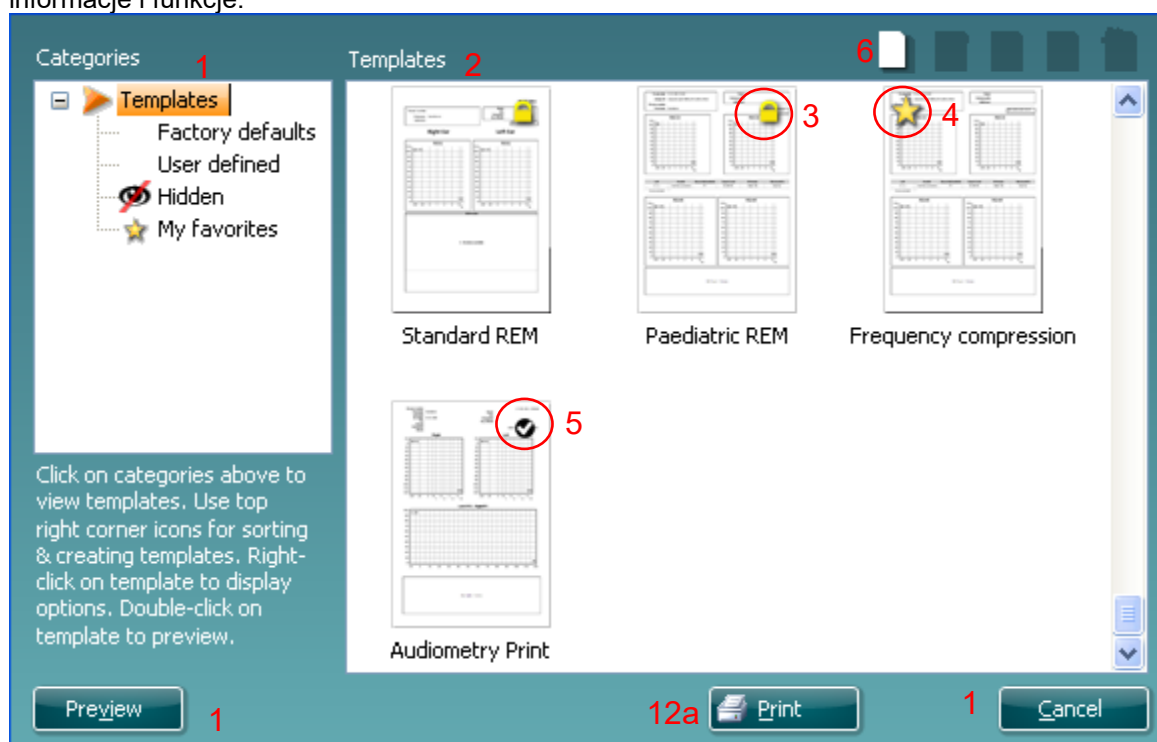 informacje i funkcje:
Categories
1
Templates
2
6
Templates
Factory defaults
User defined
Hidden
My favorites
3
4
Standard REM
Paediatric REM
Frequency compression
5
Audiometry Print
Click on categories above to
view templates. Use top
right corner icons for sorting
& creating templates. Right-
click on template to display
options. Double-click on
template to preview.
Preview
1
12a
Print
1
Cancel